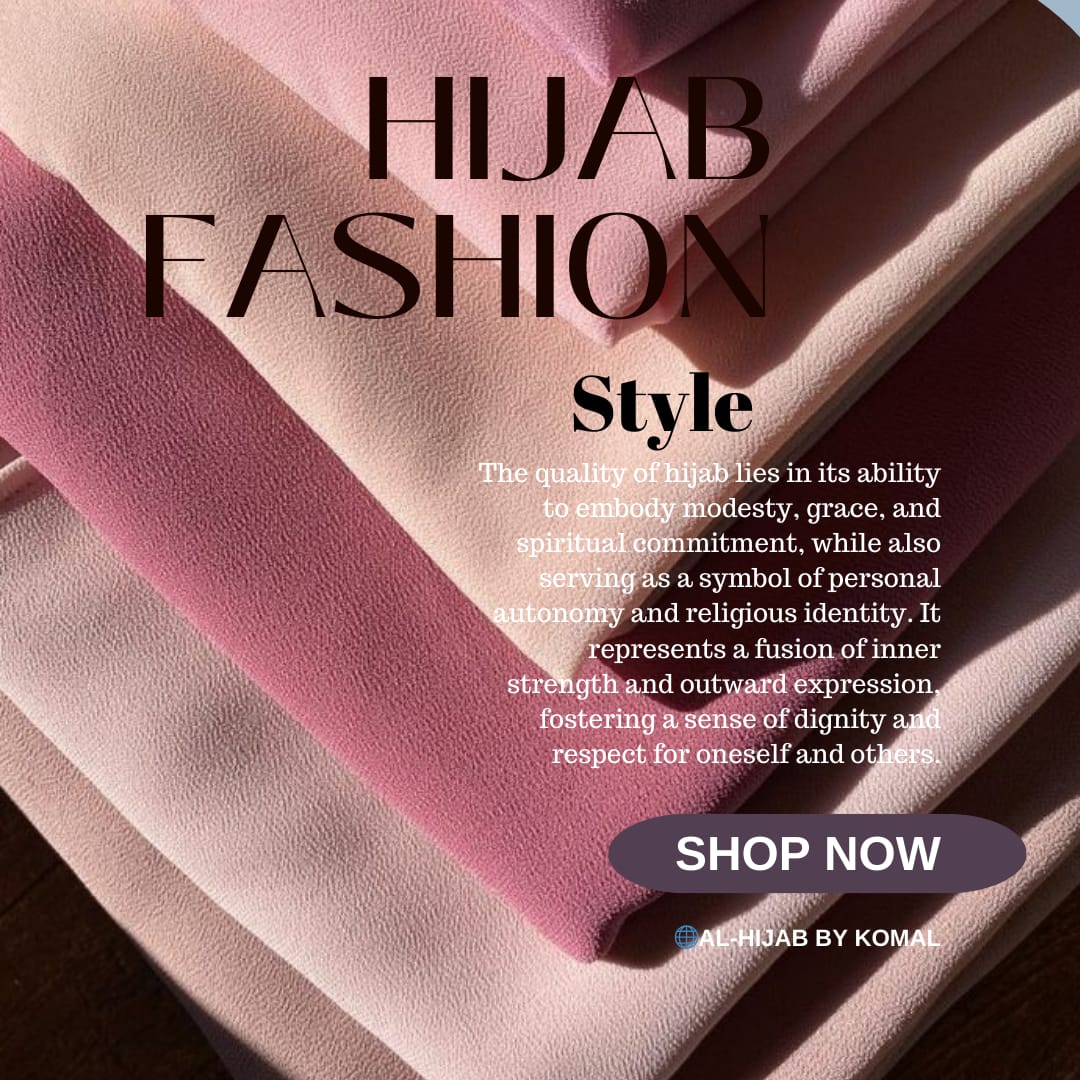 HIJAB
FASHION
Style
The quality of hijab lies in its ability
to embody modesty, grace, and
spiritual commitment, while also
serving as a symbol of personal
autonomy and religious identity. It
represents a fusion of inner
strength and outward expression,
fostering a sense of dignity and
respect for oneself and others.
SHOP NOW
AL-HIJAB BY KOMAL